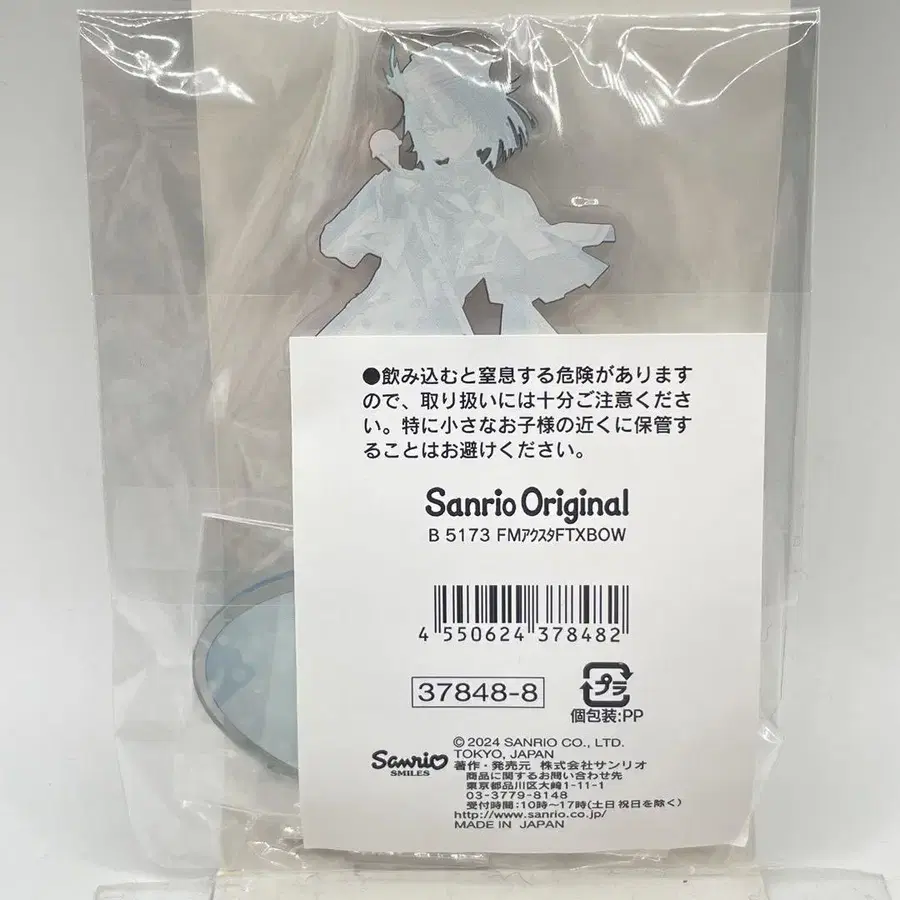 ●飲み込むと窒息する危険があります
ので、取り扱いには十分ご注意くださ
い。特に小さなお子様の近くに保管す
ることはお避けください。
Sanrio Original
B 5173 FMｱｸｽﾀFTXBOW
4 550624 378482
37848-8
プラ
個包装:PP
Sanrio
SMILES
© 2024 SANRIO CO., LTD.
TOKYO, JAPAN
著作・発売元 株式会社サンリオ
商品に関するお問い合わせ先
東京都品川区大崎1-11-1
03-3779-8148
受付時間:10時〜17時(土日祝日を除く)
http://www.sanrio.co.jp/
MADE IN JAPAN